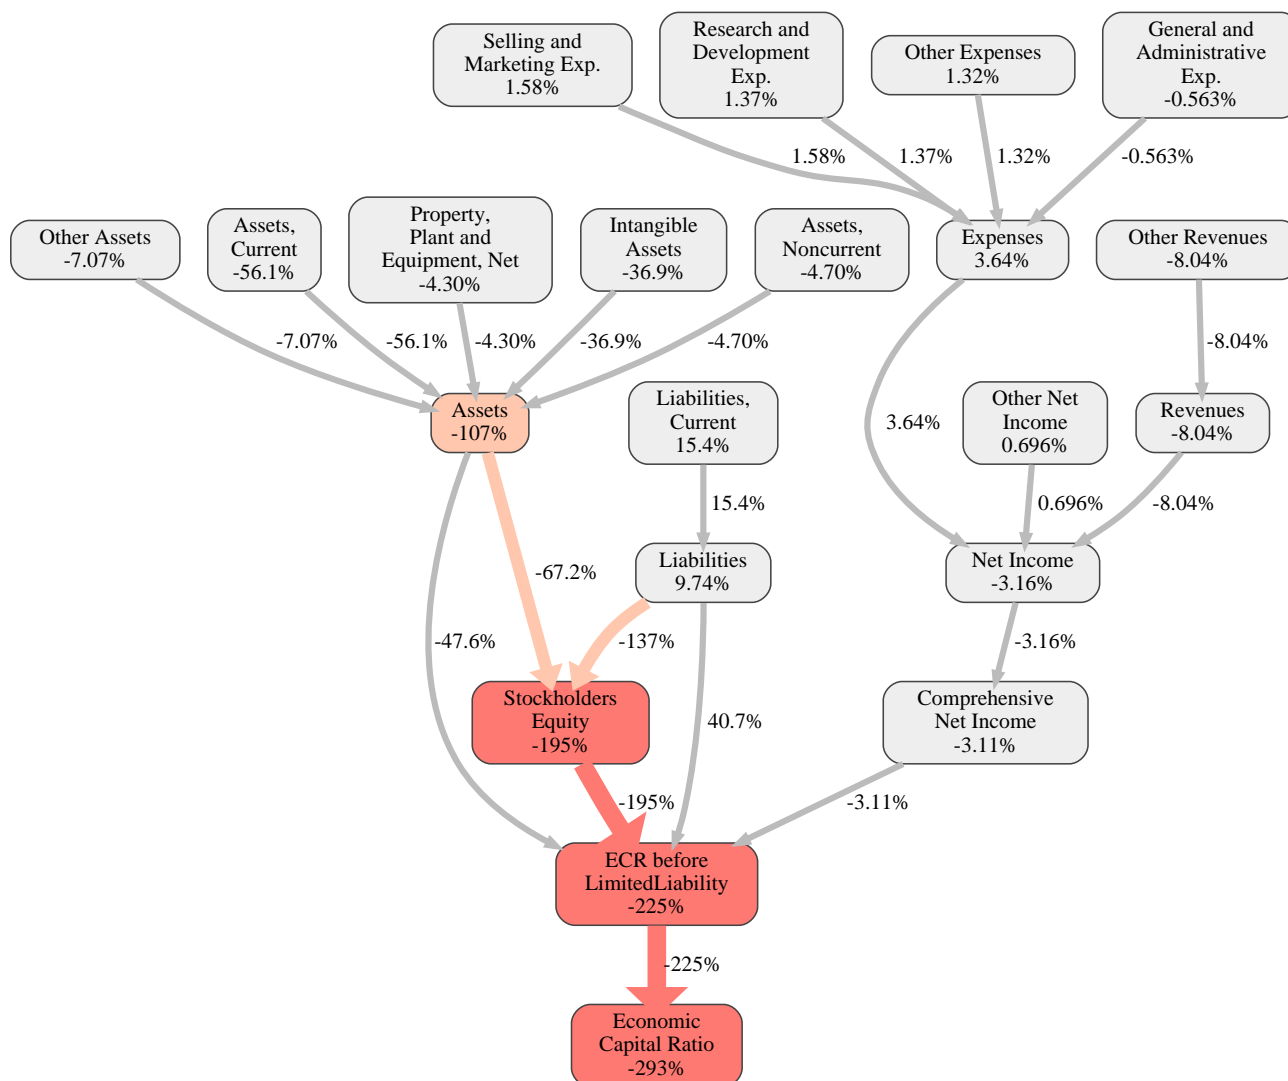 Selling and
Marketing Exp.
1.58%
Research and
Development
Exp.
1.37%
Other Expenses
1.32%
General and
Administrative
Exp.
-0.563%
1.58%
1.37%
1.32%
-0.563%
Other Assets
-7.07%
Assets,
Current
-56.1%
Property,
Plant and
Equipment, Net
-4.30%
Intangible
Assets
-36.9%
Assets,
Noncurrent
-4.70%
Expenses
3.64%
Other Revenues
-8.04%
-7.07%
-56.1%
-4.30%
-36.9%
-4.70%
-8.04%
Assets
-107%
Liabilities,
Current
15.4%
3.64%
Other Net
Income
0.696%
Revenues
-8.04%
15.4%
0.696%
-8.04%
-67.2%
Liabilities
9.74%
Net Income
-3.16%
-47.6%
-137%
-3.16%
Stockholders
Equity
-195%
40.7%
Comprehensive
Net Income
-3.11%
-195%
-3.11%
ECR before
LimitedLiability
-225%
-225%
Economic
Capital Ratio
-293%